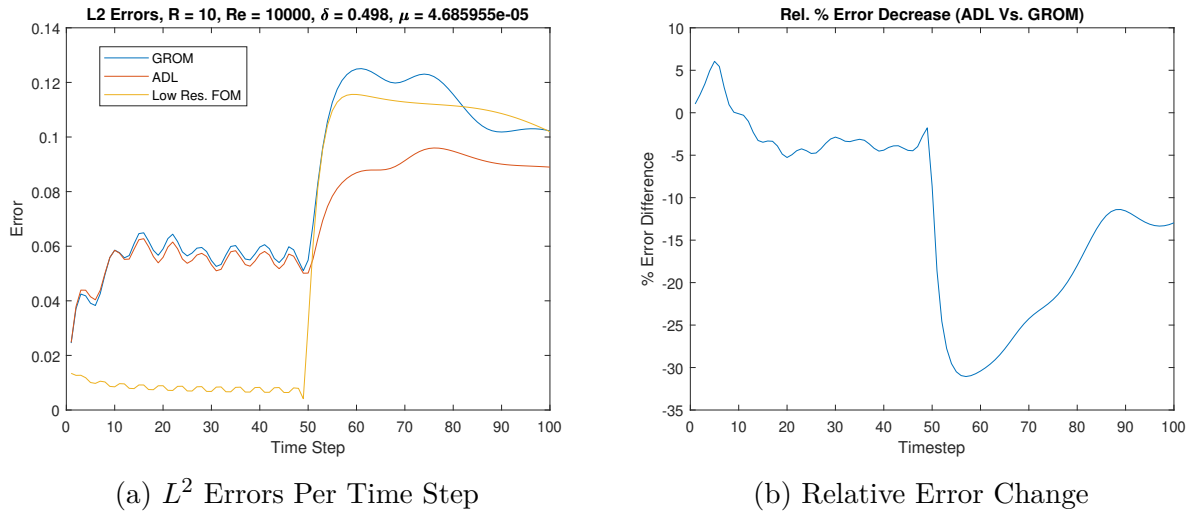 L2 Errors, R = 10, Re = 10000, δ = 0.498, μ = 4.685955e-05
0.14
0.12
0.1
0.08
0.06
0.04
0.02
0
Error
GROM
ADL
Low Res. FOM
0 10 20 30 40 50 60 70 80 90 100
Time Step
(a) L² Errors Per Time Step
Rel. % Error Decrease (ADL Vs. GROM)
10
5
0
-5
-10
-15
-20
-25
-30
-35
% Error Difference
0 10 20 30 40 50 60 70 80 90 100
Timestep
(b) Relative Error Change